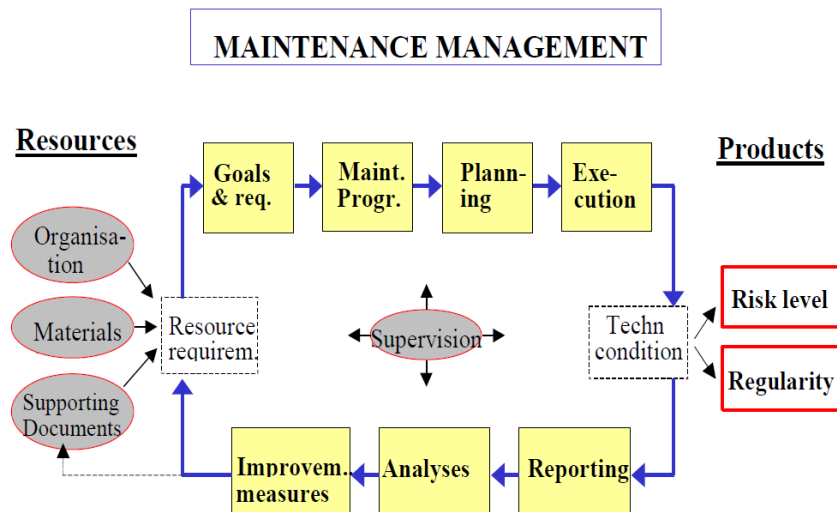 MAINTENANCE MANAGEMENT
Resources
Products
Goals
& req.
Maint.
Progr.
Plann-
ing
Exe-
cution
Organisa-
tion
Materials
Supporting
Documents
Resource
requirem.
Supervision
Techn
condition
Risk level
Regularity
Improvem..
measures
Analyses
Reporting